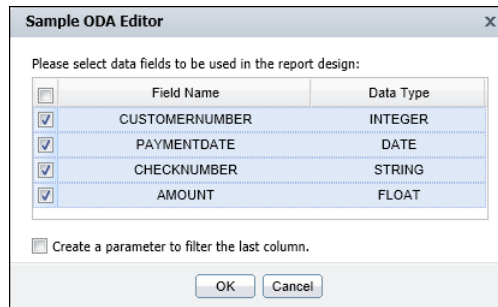 Sample ODA Editor x
Please select data fields to be used in the report design:
Field Name Data Type
CUSTOMERNUMBER INTEGER
PAYMENTDATE DATE
CHECKNUMBER STRING
AMOUNT FLOAT
Create a parameter to filter the last column.
OK Cancel